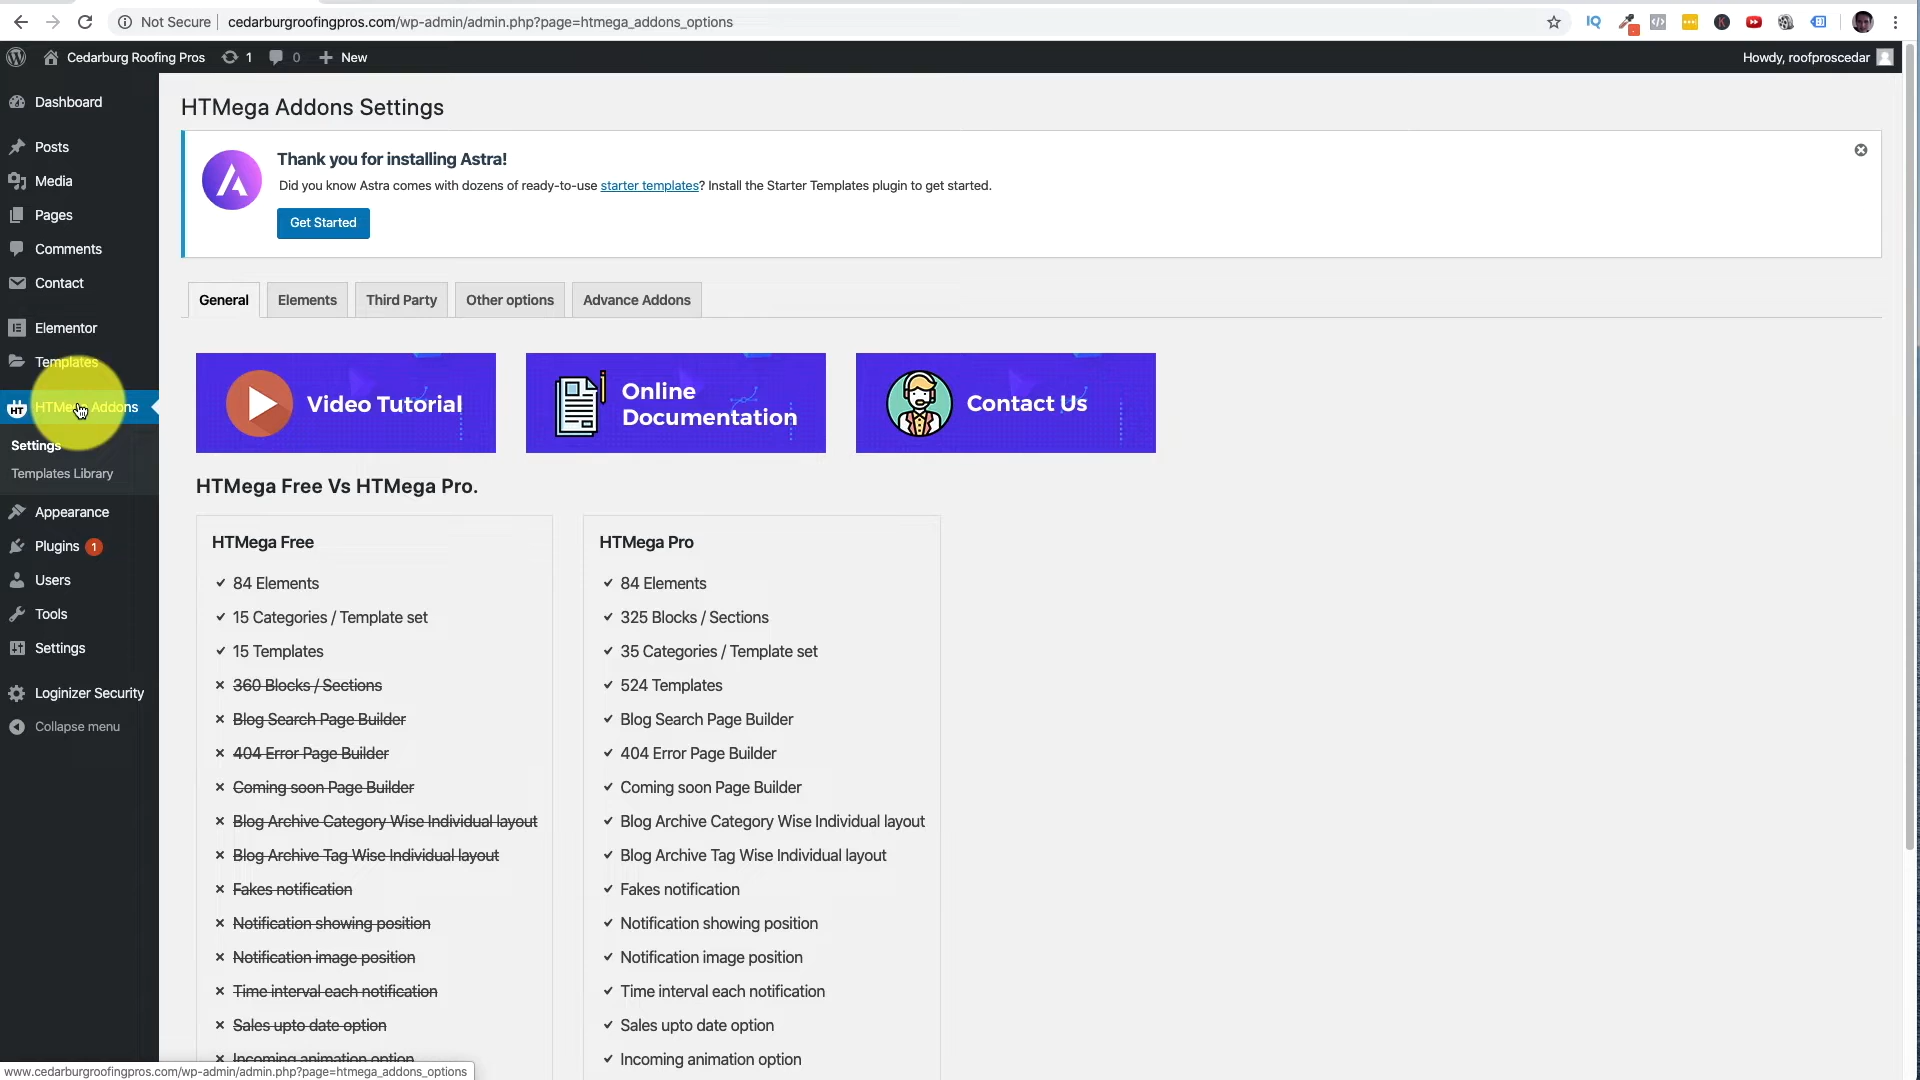 Not Secure
cedarburgroofingpros.com/wp-admin/admin.php?page=htmega_addons_options
IQ
Cedarburg Roofing Pros
1
0
New
Howdy, roofproscedar
Dashboard
Posts
Media
Pages
Comments
Contact
Elementor
Templates
HT
HTMega Addons
Settings
Templates Library
Appearance
Plugins 1
Users
Tools
Settings
Loginizer Security
Collapse menu
HTMega Addons Settings
Thank you for installing Astra!
Did you know Astra comes with dozens of ready-to-use starter templates? Install the Starter Templates plugin to get started.
Get Started
General
Elements
Third Party
Other options
Advance Addons
Video Tutorial
Online
Documentation
Contact Us
HTMega Free Vs HTMega Pro.
HTMega Free
84 Elements
15 Categories / Template set
15 Templates
360 Blocks / Sections
Blog Search Page Builder
404 Error Page Builder
Coming soon Page Builder
Blog Archive Category Wise Individual layout
Blog Archive Tag Wise Individual layout
Fakes notification
Notification showing position
Notification image position
Time interval each notification
Sales upto date option
Incoming animation option
HTMega Pro
84 Elements
325 Blocks / Sections
35 Categories / Template set
524 Templates
Blog Search Page Builder
404 Error Page Builder
Coming soon Page Builder
Blog Archive Category Wise Individual layout
Blog Archive Tag Wise Individual layout
Fakes notification
Notification showing position
Notification image position
Time interval each notification
Sales upto date option
Incoming animation option
www.cedarburgroofingpros.com/wp-admin/admin.php?page=htmega_addons_options